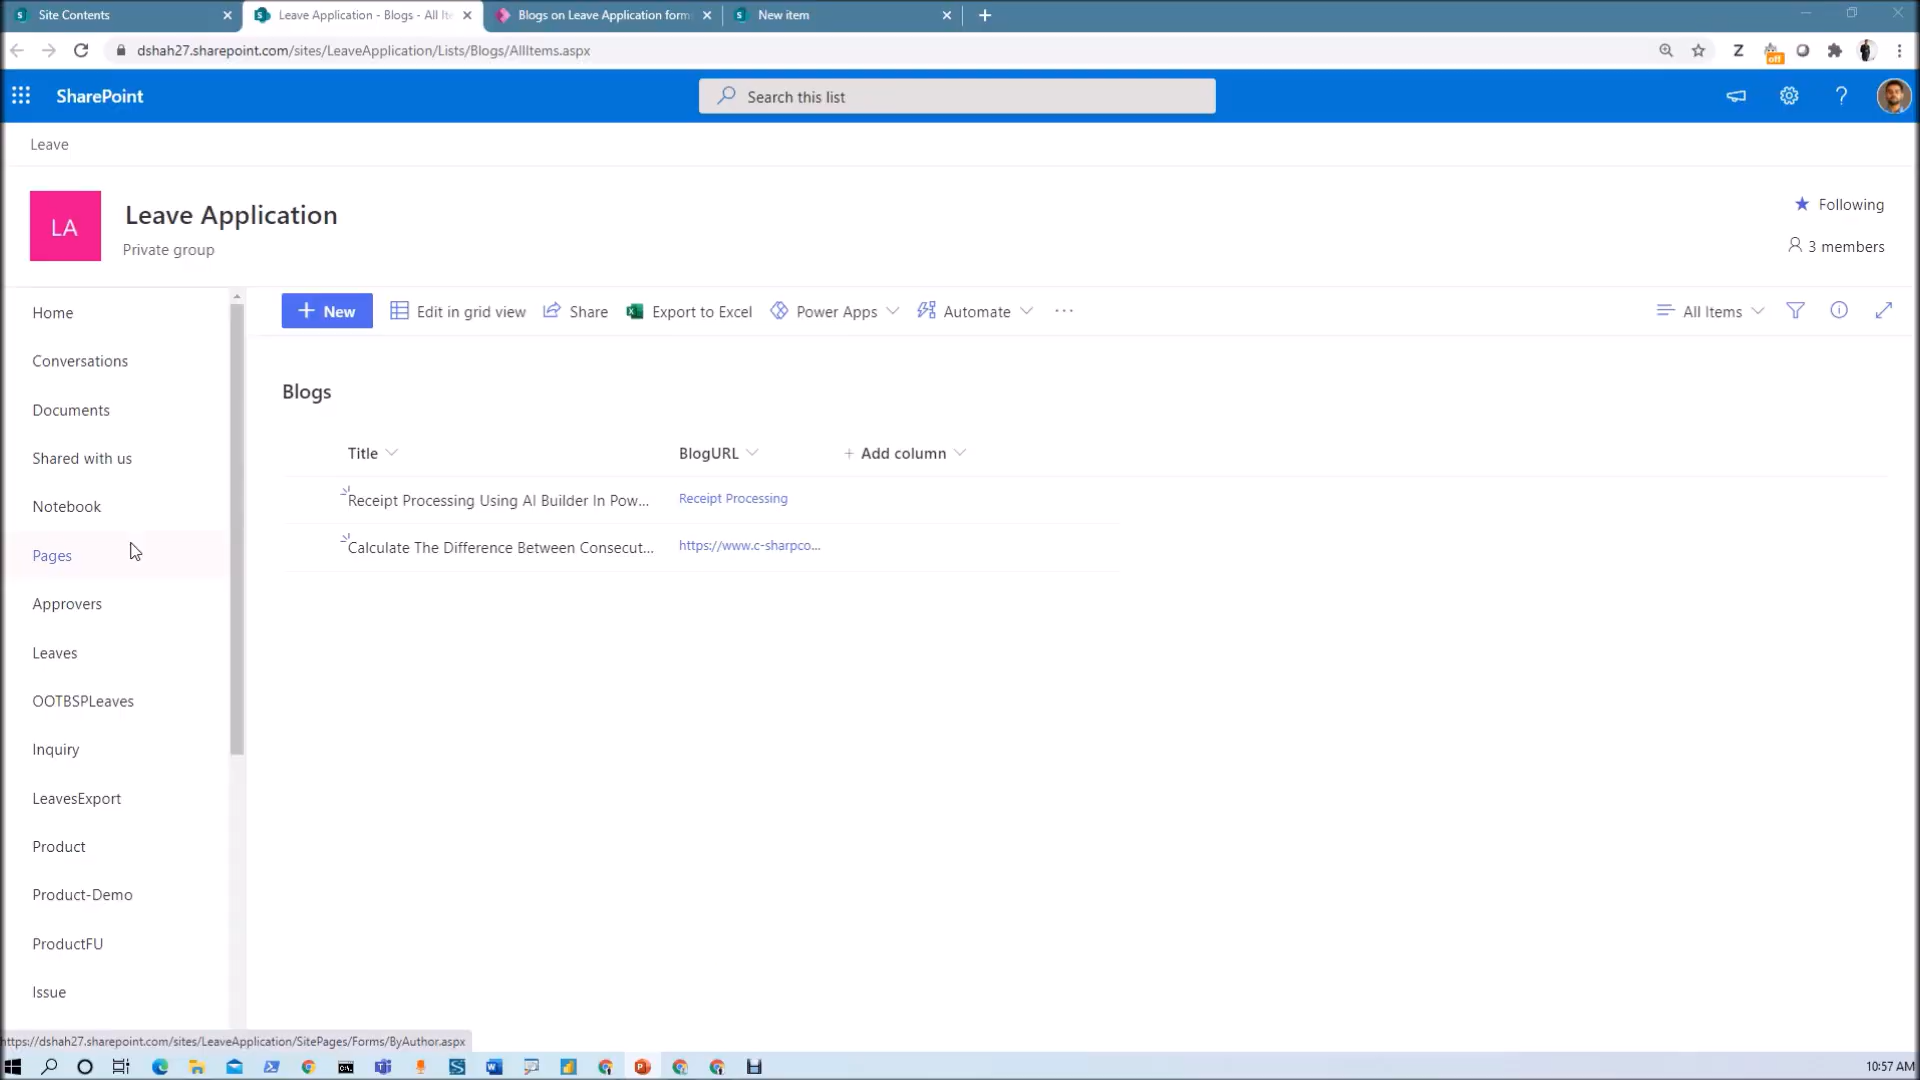 Site Contents
Leave Application - Blogs - All Ite
Blogs on Leave Application form
New item
dshah27.sharepoint.com/sites/LeaveApplication/Lists/Blogs/AllItems.aspx
Z
off
SharePoint
Search this list
Leave
LA
Leave Application
Private group
Following
3 members
Home
Conversations
Documents
Shared with us
Notebook
Pages
Approvers
Leaves
OOTBSPLeaves
Inquiry
LeavesExport
Product
Product-Demo
ProductFU
Issue
+ New
Edit in grid view
Share
Export to Excel
Power Apps
Automate
...
All Items
Blogs
Title
BlogURL
+ Add column
Receipt Processing Using AI Builder In Pow...
Receipt Processing
Calculate The Difference Between Consecut...
https://www.c-sharpco...
https://dshah27.sharepoint.com/sites/LeaveApplication/SitePages/Forms/ByAuthor.aspx
10:57 AM